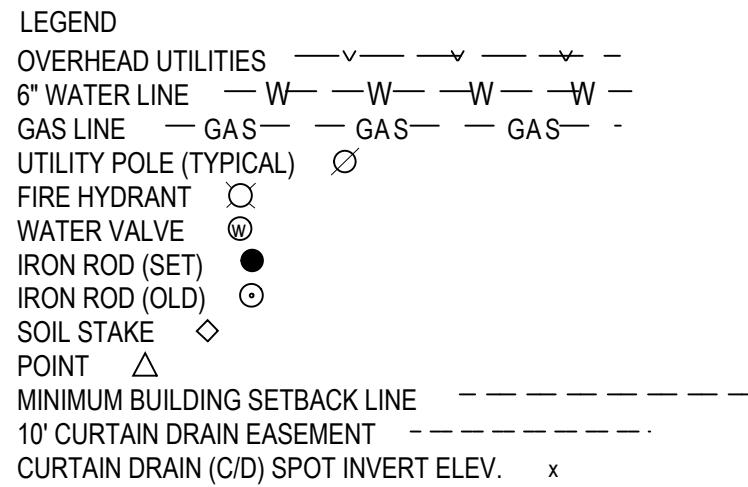 LEGEND
OVERHEAD UTILITIES
6" WATER LINE W W W W
GAS LINE GAS GAS GAS
UTILITY POLE (TYPICAL)
FIRE HYDRANT
WATER VALVE W
IRON ROD (SET)
IRON ROD (OLD)
SOIL STAKE
POINT
MINIMUM BUILDING SETBACK LINE
10' CURTAIN DRAIN EASEMENT
CURTAIN DRAIN (C/D) SPOT INVERT ELEV. x